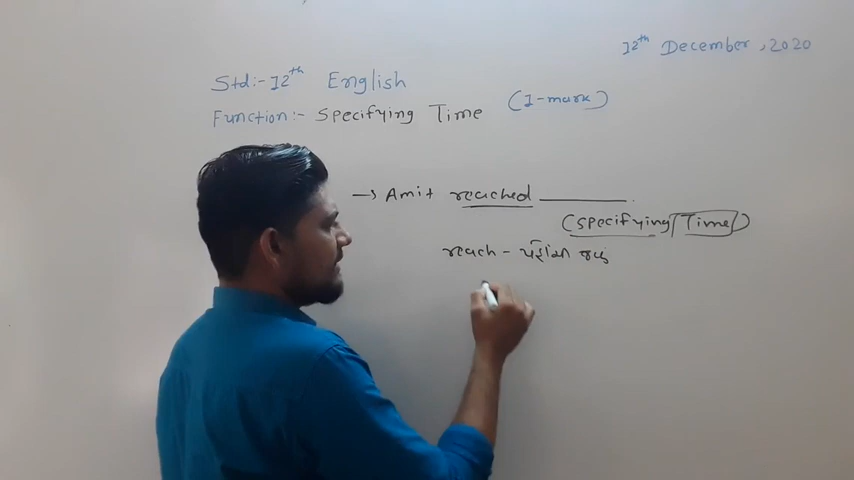 12th December, 2020
Std:- 12th English
Function:- Specifying Time (1-mark)
→ Amit reached ________.
(specifying Time)
reach - પહોંચી જવું